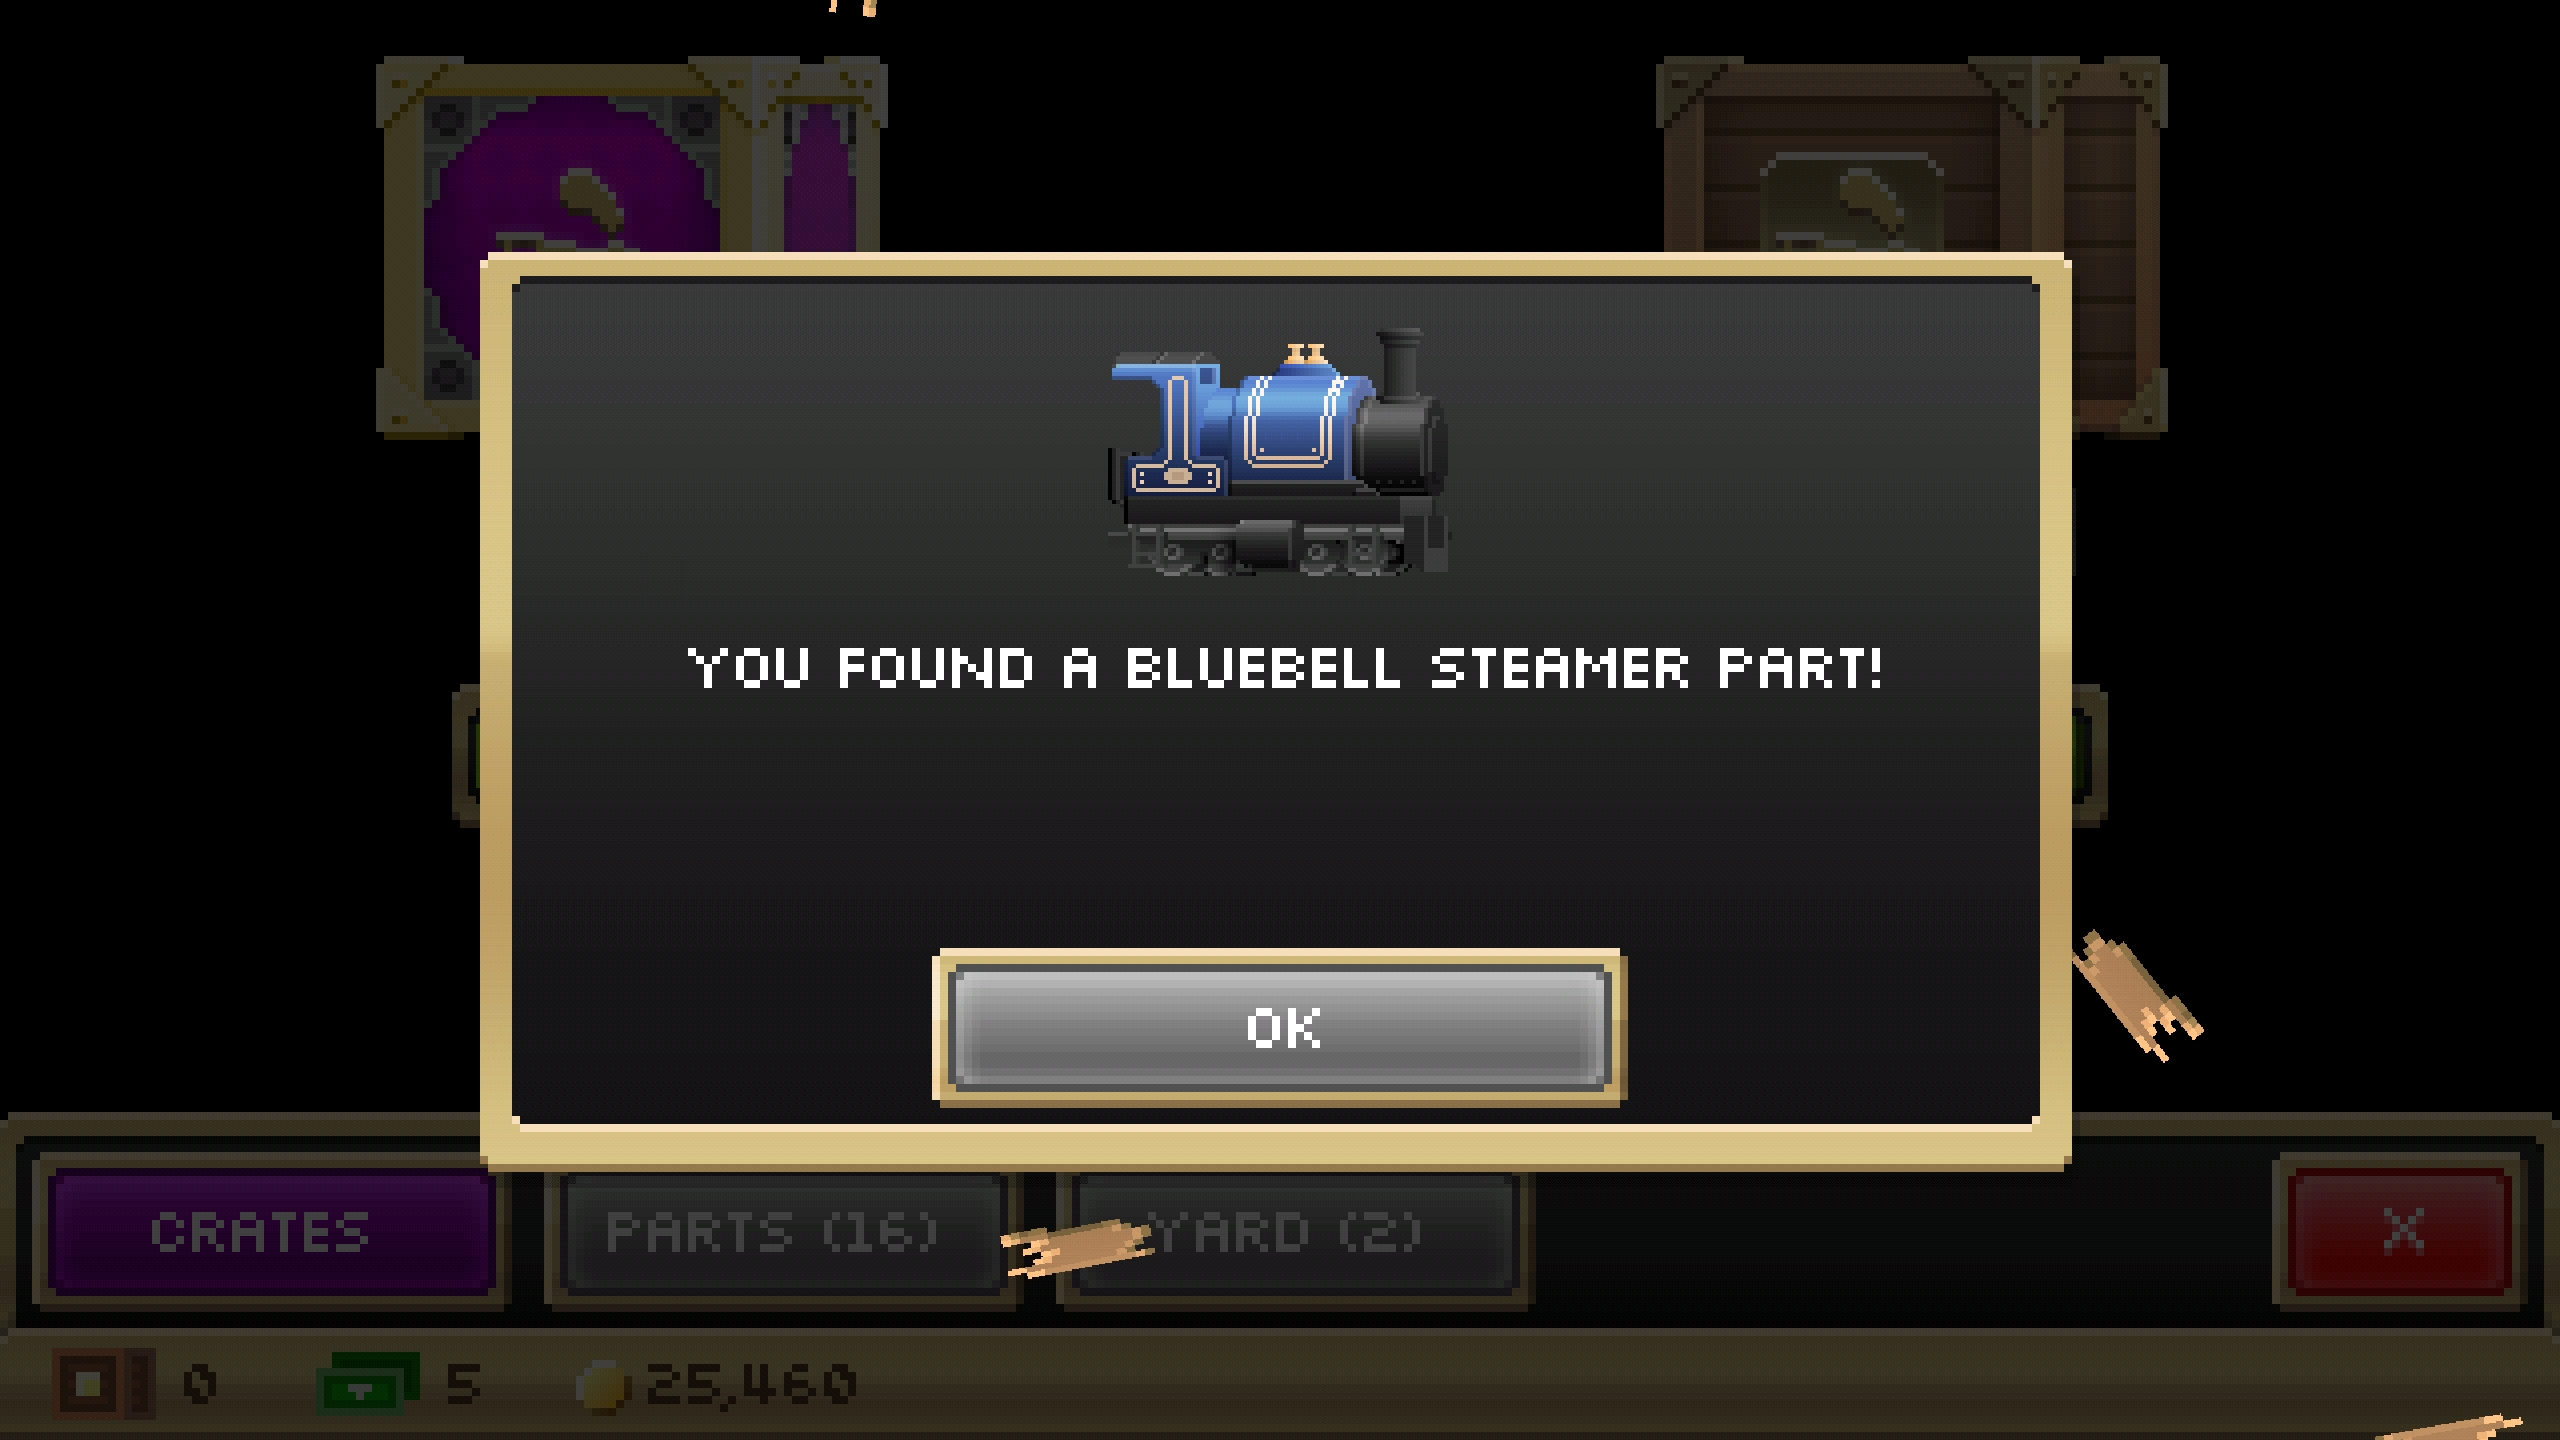 YOU FOUND A BLUEBELL STEAMER PART!
OK
CRATES
PARTS (16)
YARD (2)
X
0
5
25,460